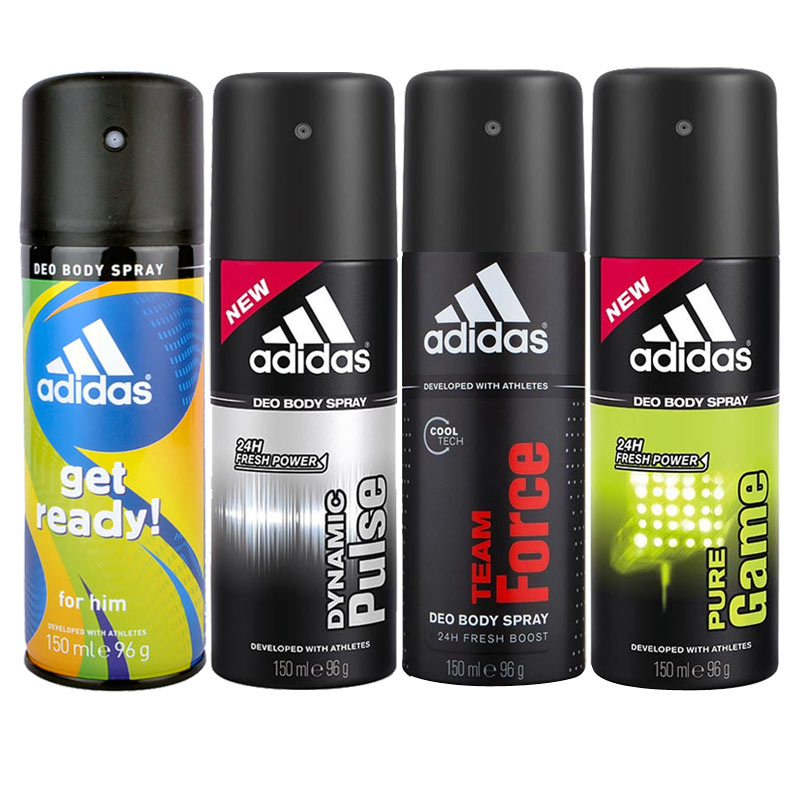 DEO BODY SPRAY
adidas®
get
ready!
for him
DEVELOPED WITH ATHLETES
150 ml e 96 g
NEW
adidas®
DEO BODY SPRAY
24H
FRESH POWER
DYNAMIC
Pulse
DEVELOPED WITH ATHLETES
150 ml e 96 g
adidas®
DEVELOPED WITH ATHLETES
COOL
TECH
TEAM
Force
DEO BODY SPRAY
24H FRESH BOOST
150 ml e 96 g
NEW
adidas®
DEO BODY SPRAY
24H
FRESH POWER
PURE
Game
DEVELOPED WITH ATHLETES
150 ml e 96 g